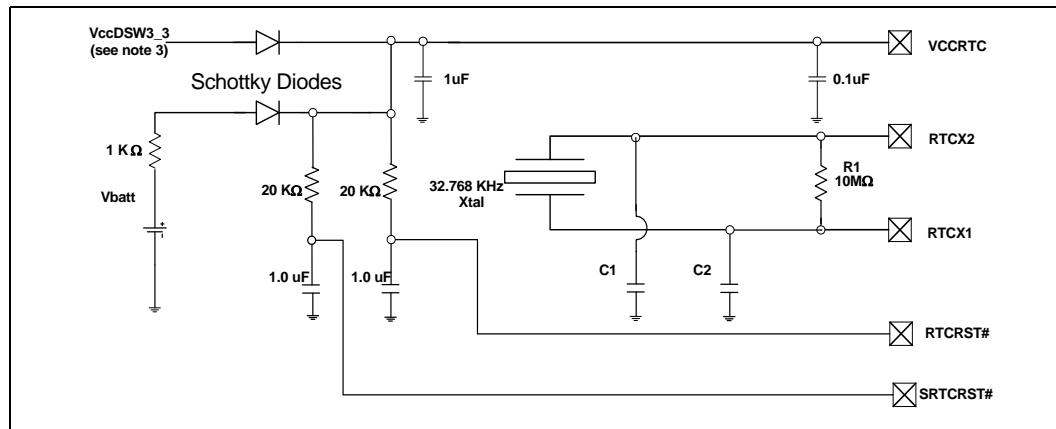 VccDSW3_3
(see note 3)
VCCRTC
1uF
0.1uF
Schottky Diodes
RTCX2
1 KΩ
R1
10MΩ
20 KΩ
20 KΩ
32.768 KHz
Xtal
Vbatt
+
-
RTCX1
1.0 uF
1.0 uF
C1
C2
RTCRST#
SRTCRST#